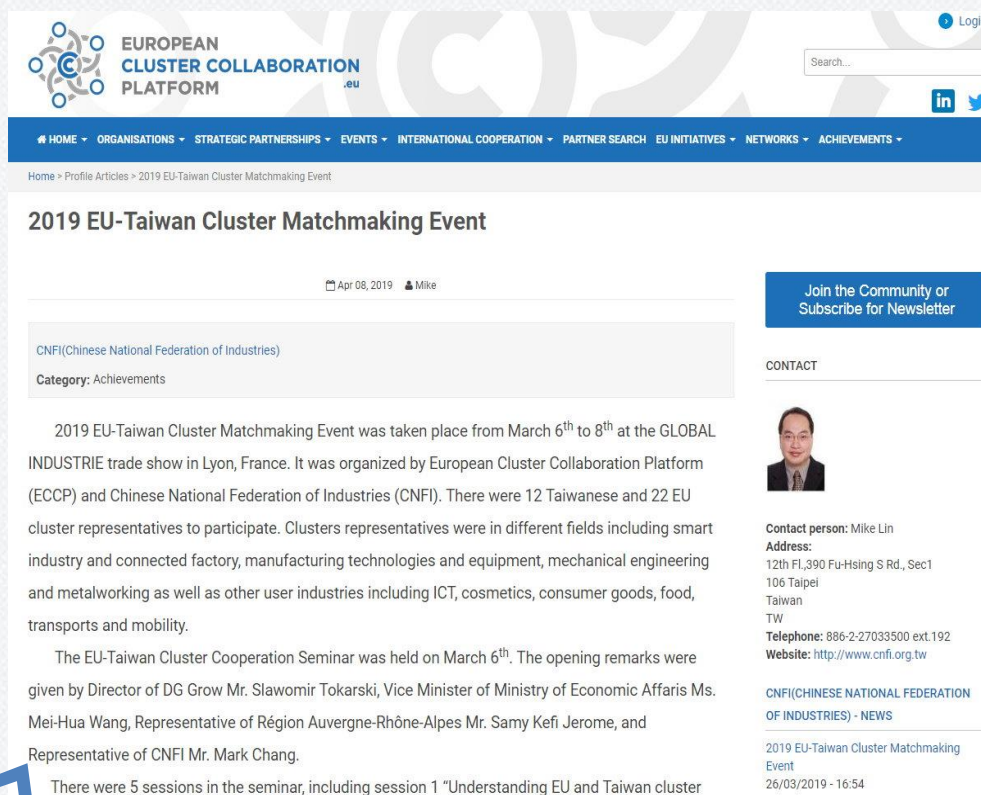 EUROPEAN
CLUSTER COLLABORATION
PLATFORM .eu
Logi
Search...
in
HOME ORGANISATIONS STRATEGIC PARTNERSHIPS EVENTS INTERNATIONAL COOPERATION PARTNER SEARCH EU INITIATIVES NETWORKS ACHIEVEMENTS
Home > Profile Articles > 2019 EU-Taiwan Cluster Matchmaking Event
2019 EU-Taiwan Cluster Matchmaking Event
Apr 08, 2019 Mike
CNFI(Chinese National Federation of Industries)
Category: Achievements
2019 EU-Taiwan Cluster Matchmaking Event was taken place from March 6th to 8th at the GLOBAL
INDUSTRIE trade show in Lyon, France. It was organized by European Cluster Collaboration Platform
(ECCP) and Chinese National Federation of Industries (CNFI). There were 12 Taiwanese and 22 EU
cluster representatives to participate. Clusters representatives were in different fields including smart
industry and connected factory, manufacturing technologies and equipment, mechanical engineering
and metalworking as well as other user industries including ICT, cosmetics, consumer goods, food,
transports and mobility.
The EU-Taiwan Cluster Cooperation Seminar was held on March 6th. The opening remarks were
given by Director of DG Grow Mr. Slawomir Tokarski, Vice Minister of Ministry of Economic Affaris Ms.
Mei-Hua Wang, Representative of Région Auvergne-Rhône-Alpes Mr. Samy Kefi Jerome, and
Representative of CNFI Mr. Mark Chang.
There were 5 sessions in the seminar, including session 1 “Understanding EU and Taiwan cluster
Join the Community or
Subscribe for Newsletter
CONTACT
Contact person: Mike Lin
Address:
12th Fl.,390 Fu-Hsing S Rd., Sec1
106 Taipei
Taiwan
TW
Telephone: 886-2-27033500 ext.192
Website: http://www.cnfi.org.tw
CNFI(CHINESE NATIONAL FEDERATION
OF INDUSTRIES) - NEWS
2019 EU-Taiwan Cluster Matchmaking
Event
26/03/2019 - 16:54